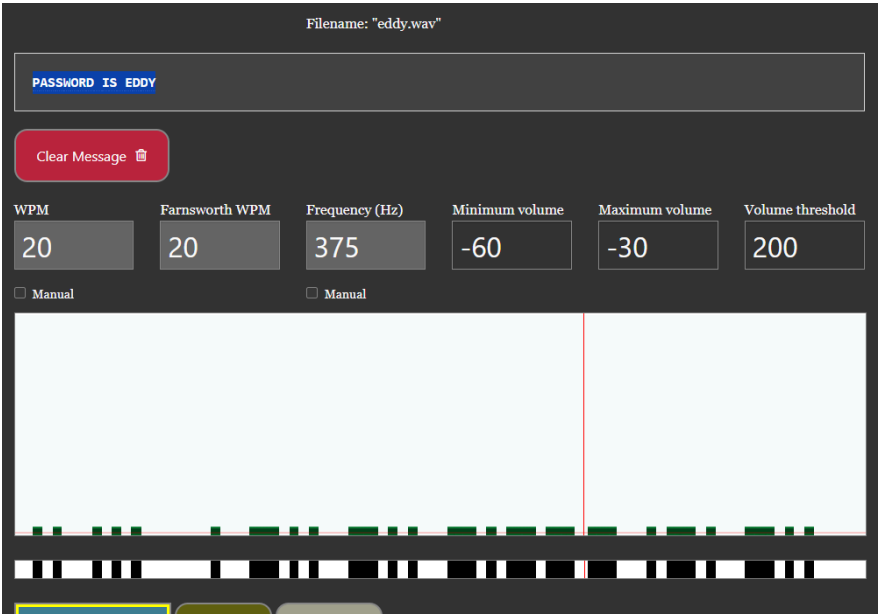 Filename: "eddy.wav"
PASSWORD IS EDDY
Clear Message
WPM Farnsworth WPM Frequency (Hz) Minimum volume Maximum volume Volume threshold
20 20 375 -60 -30 200
Manual Manual